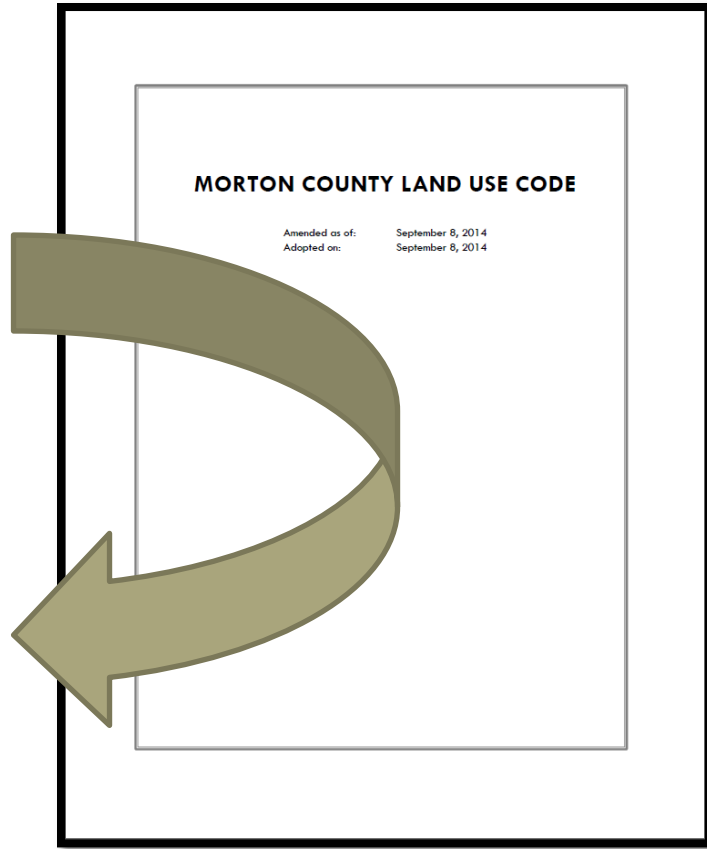 MORTON COUNTY LAND USE CODE
Amended as of: September 8, 2014
Adopted on: September 8, 2014